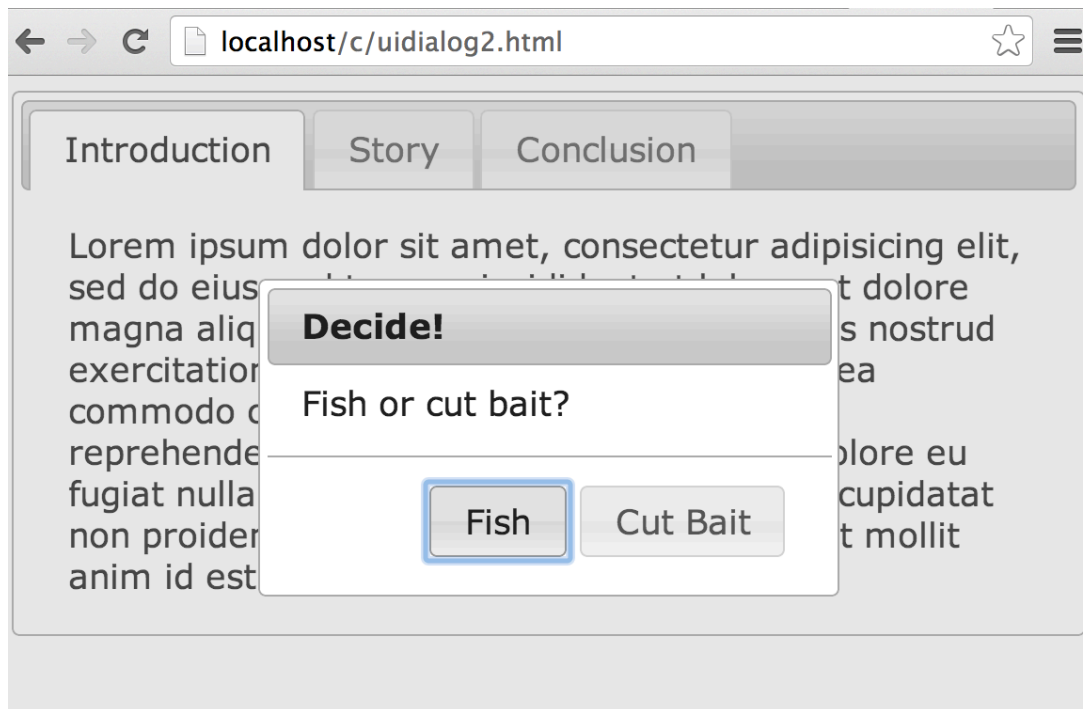 localhost/c/uidialog2.html
Introduction Story Conclusion
Lorem ipsum dolor sit amet, consectetur adipisicing elit,
sed do eius t dolore
magna aliq s nostrud
exercitation ea
commodo
reprehende olore eu
fugiat nulla cupidatat
non proiden t mollit
anim id est
Decide!
Fish or cut bait?
Fish Cut Bait